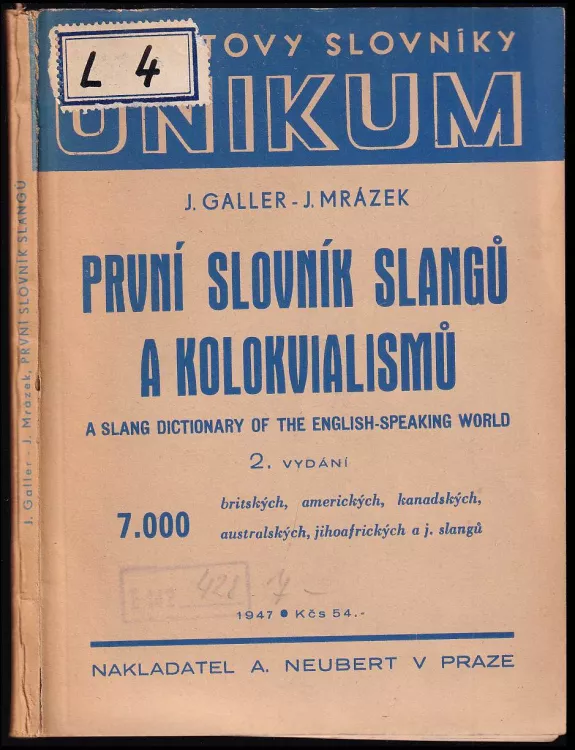 L 4
TOVY SLOVNÍKY
UNIKUM
J. GALLER - J. MRÁZEK
PRVNÍ SLOVNÍK SLANGŮ
A KOLOKVIALISMŮ
A SLANG DICTIONARY OF THE ENGLISH-SPEAKING WORLD
2. VYDÁNÍ
7.000
britských, amerických, kanadských,
australských, jihoafrických a j. slangů
1947 ● Kčs 54.-
NAKLADATEL A. NEUBERT V PRAZE
J. Galler - J. Mrázek, PRVNÍ SLOVNÍK SLANGŮ